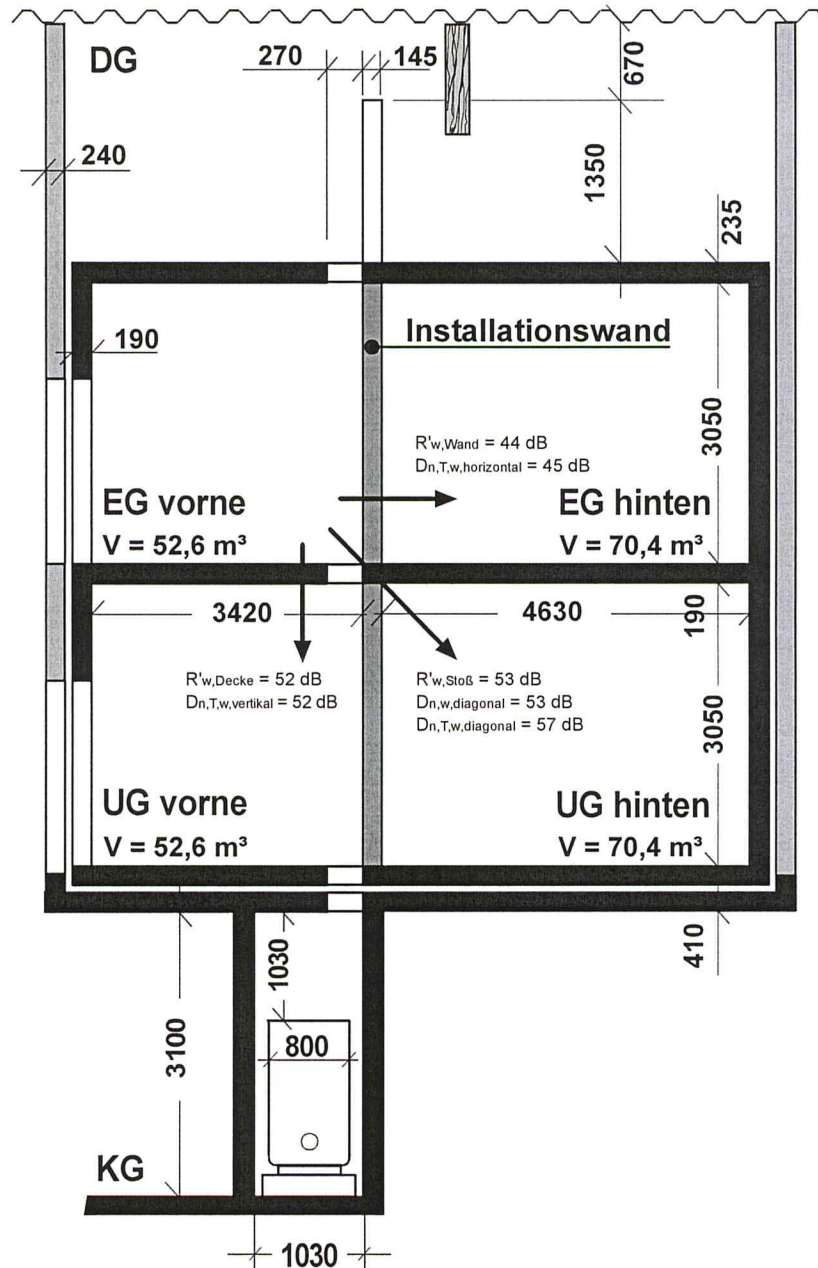 DG
270
145
670
240
1350
235
190
Installationswand
3050
R'w,Wand = 44 dB
Dn,T,w,horizontal = 45 dB
EG vorne
V = 52,6 m³
EG hinten
V = 70,4 m³
3420
4630
190
R'w,Decke = 52 dB
Dn,T,w,vertikal = 52 dB
R'w,Stoß = 53 dB
Dn,w,diagonal = 53 dB
Dn,T,w,diagonal = 57 dB
3050
UG vorne
V = 52,6 m³
UG hinten
V = 70,4 m³
410
1030
3100
800
KG
1030